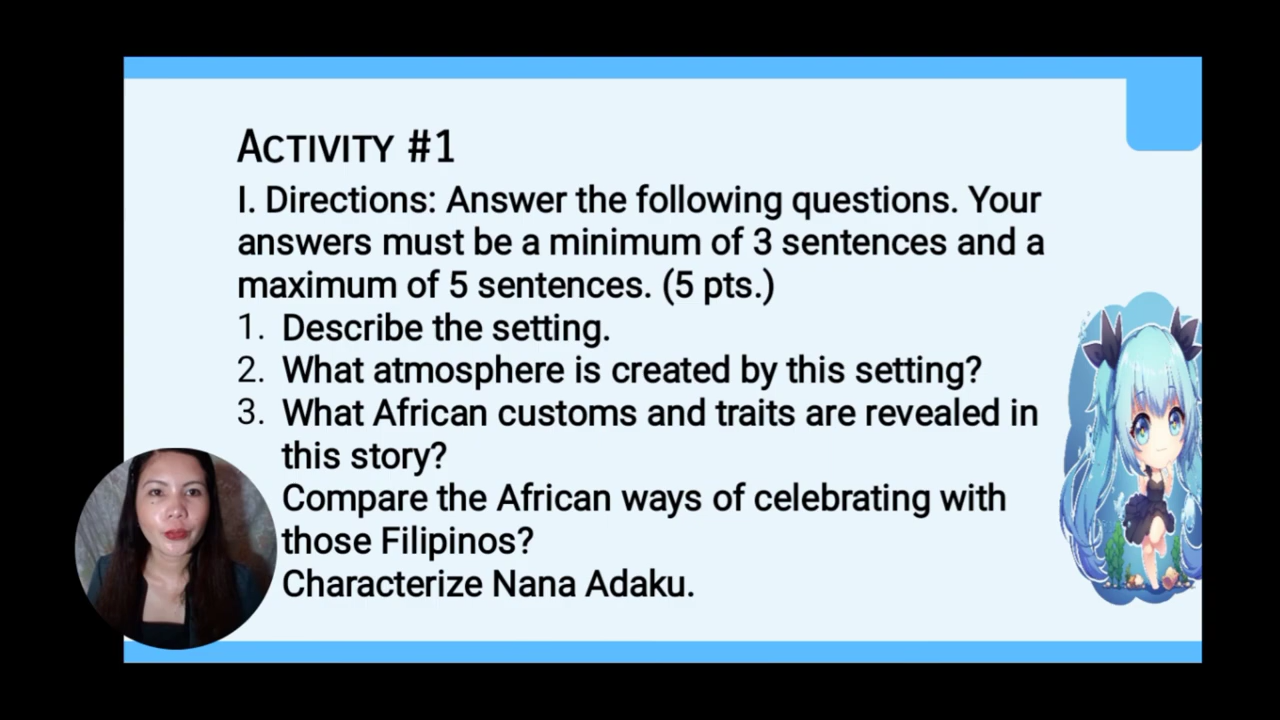 ACTIVITY #1
I. Directions: Answer the following questions. Your
answers must be a minimum of 3 sentences and a
maximum of 5 sentences. (5 pts.)
1. Describe the setting.
2. What atmosphere is created by this setting?
3. What African customs and traits are revealed in
this story?
Compare the African ways of celebrating with
those Filipinos?
Characterize Nana Adaku.